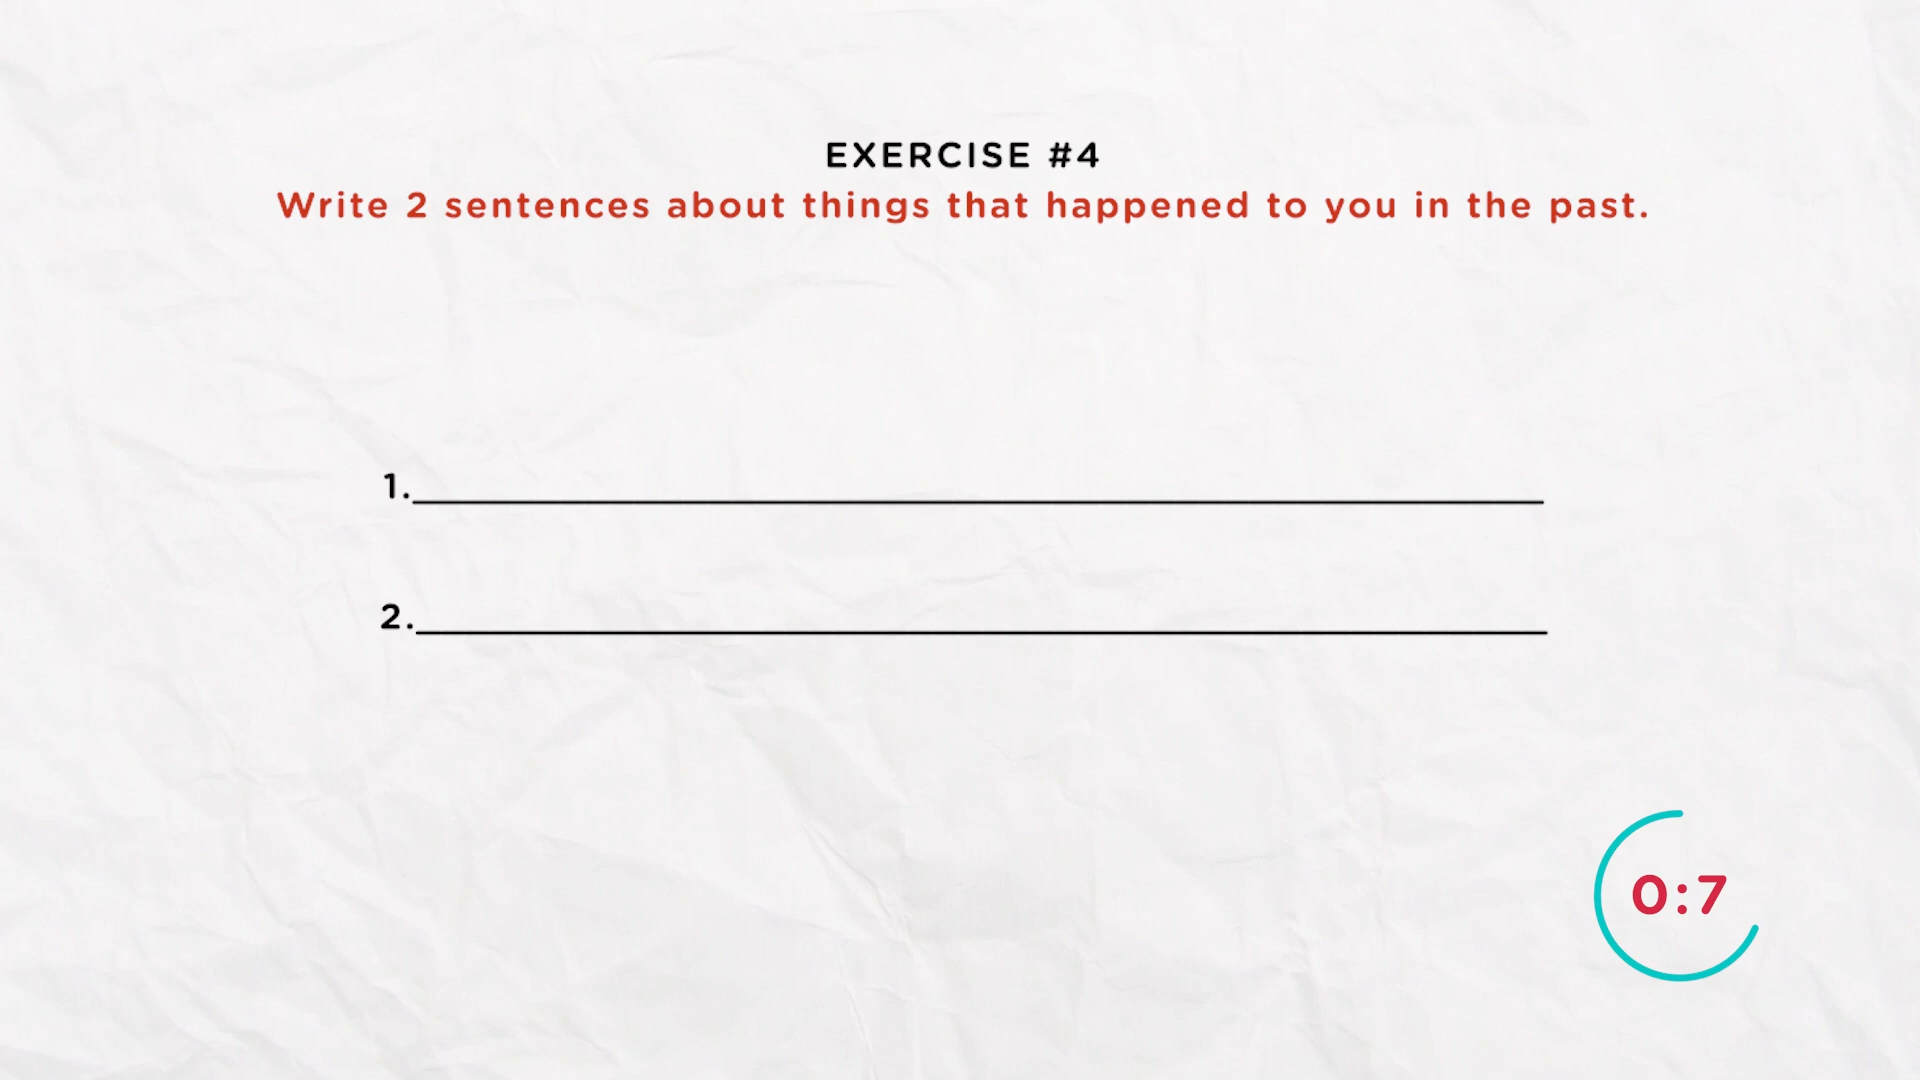 EXERCISE #4
Write 2 sentences about things that happened to you in the past.
1.
2.
0:7